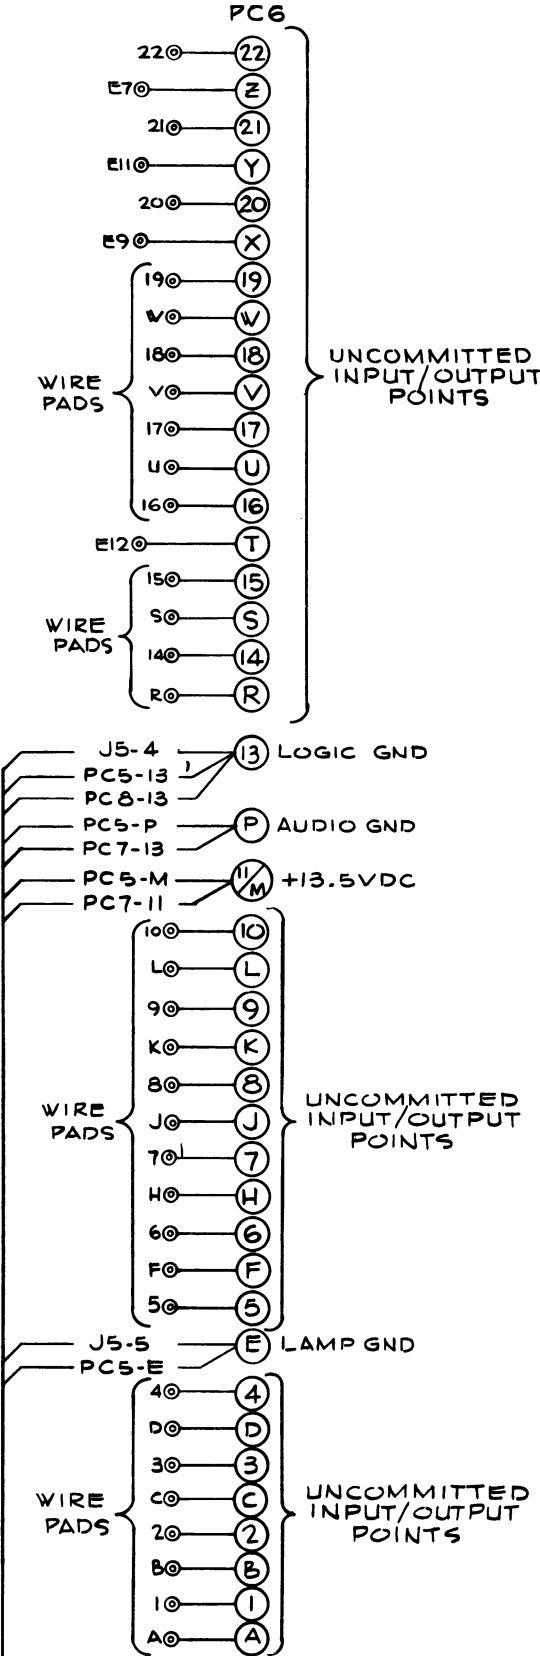 PC6
22 22
E7 Z
21 21
E11 Y
20 20
E9 X
19 19
W W
18 18
UNCOMMITTED
INPUT/OUTPUT
POINTS
WIRE
PADS
V V
17 17
U U
16 16
E12 T
15 15
WIRE
PADS
S S
14 14
R R
J5-4 13 LOGIC GND
PC5-13
PC8-13
PC5-P P AUDIO GND
PC7-13
PC5-M 11/M +13.5VDC
PC7-11
10 10
L L
9 9
K K
8 8
WIRE
PADS
UNCOMMITTED
INPUT/OUTPUT
POINTS
J J
7 7
H H
6 6
F F
5 5
J5-5 E LAMP GND
PC5-E
4 4
D D
3 3
C C
WIRE
PADS
UNCOMMITTED
INPUT/OUTPUT
POINTS
2 2
B B
1 1
A A